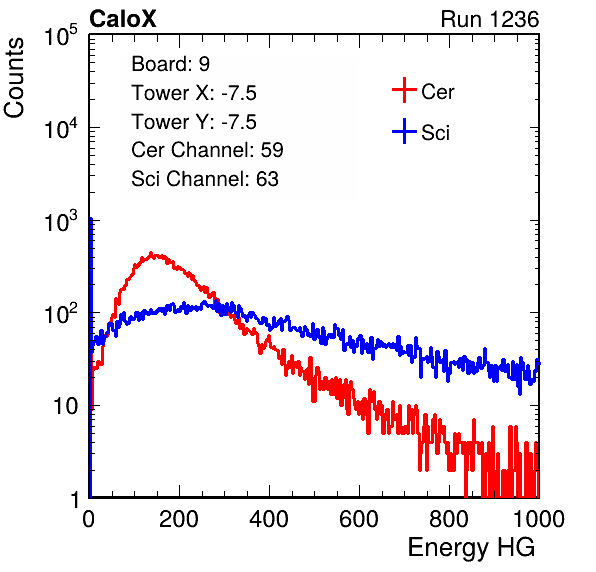 CaloX Run 1236
Counts
Board: 9
Tower X: -7.5
Tower Y: -7.5
Cer Channel: 59
Sci Channel: 63
Cer
Sci
10^5
10^4
10^3
10^2
10
1
0 200 400 600 800 1000
Energy HG